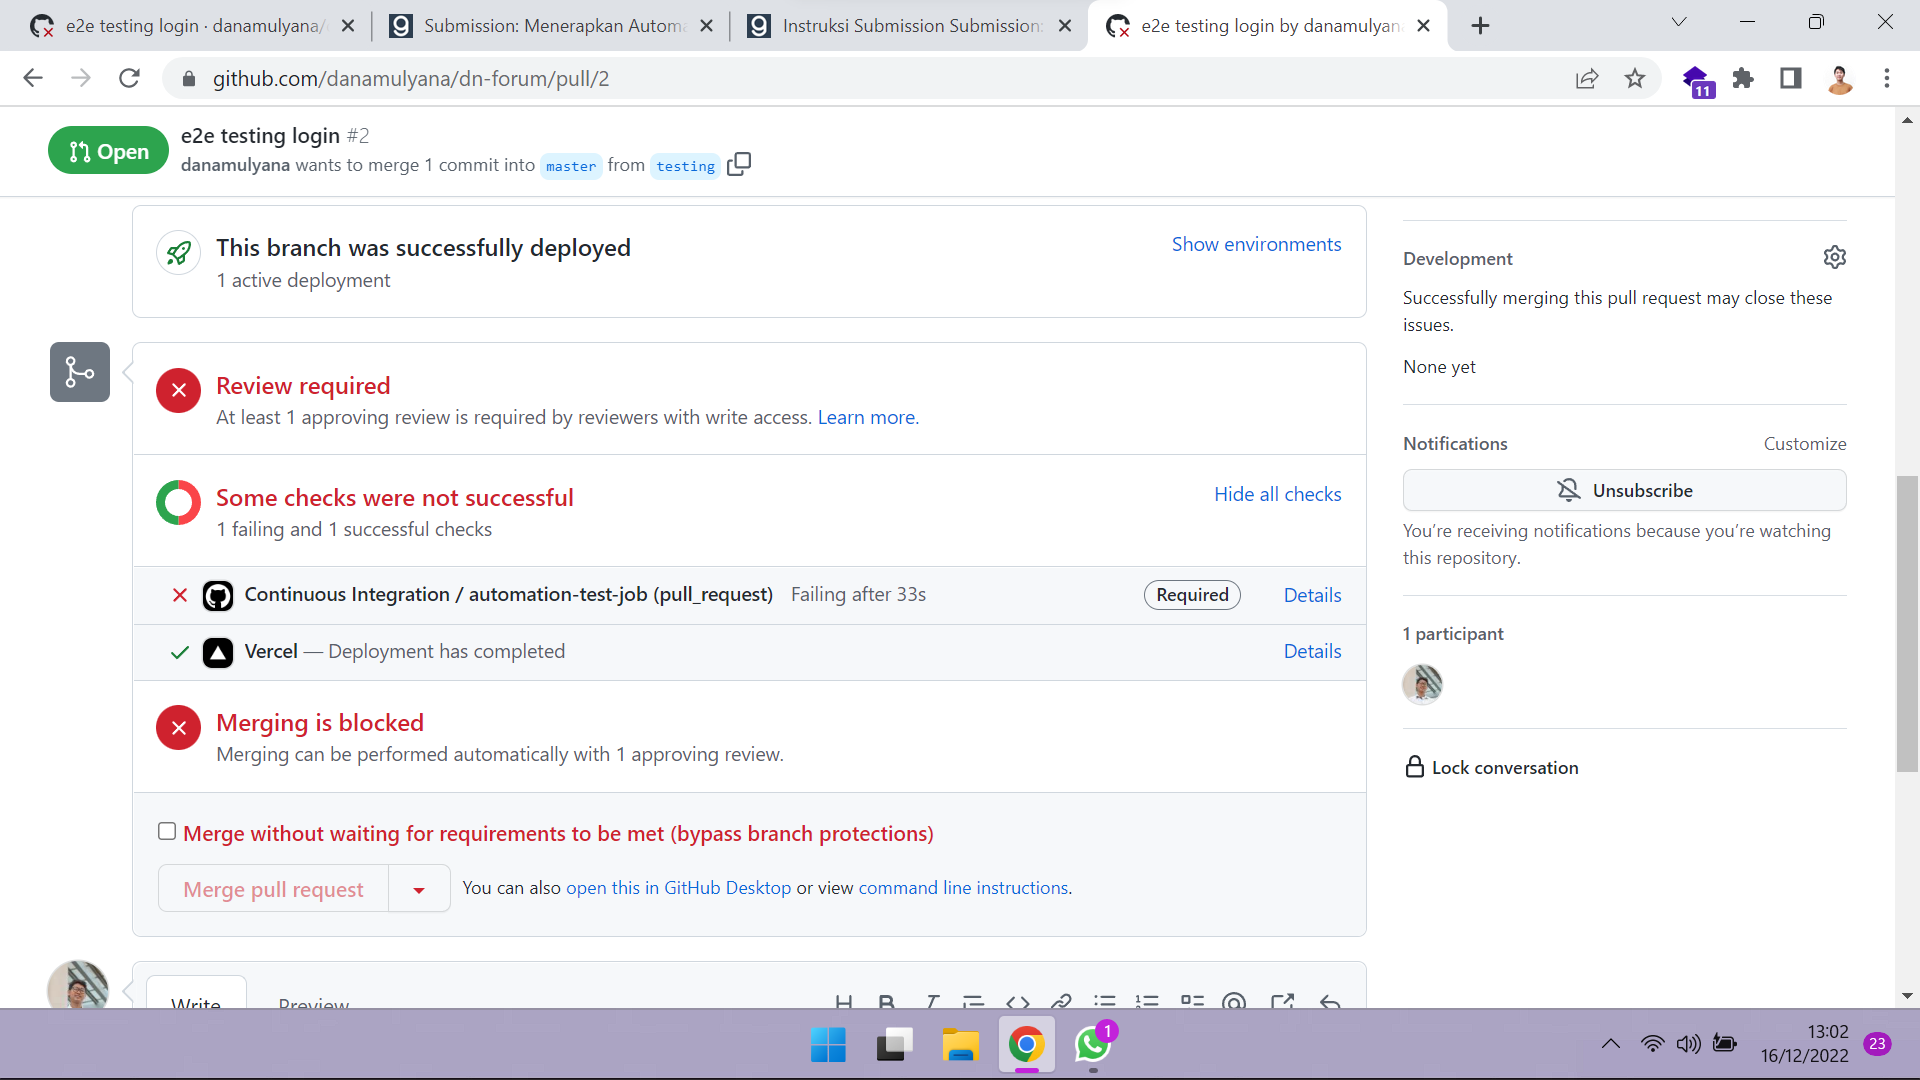 e2e testing login · danamulyana/
Submission: Menerapkan Automa
Instruksi Submission Submission:
e2e testing login by danamulyan
github.com/danamulyana/dn-forum/pull/2
11
Open
e2e testing login #2
danamulyana wants to merge 1 commit into master from testing
This branch was successfully deployed
1 active deployment
Show environments
Review required
At least 1 approving review is required by reviewers with write access. Learn more.
Some checks were not successful
1 failing and 1 successful checks
Hide all checks
Continuous Integration / automation-test-job (pull_request) Failing after 33s Required Details
Vercel — Deployment has completed Details
Merging is blocked
Merging can be performed automatically with 1 approving review.
Merge without waiting for requirements to be met (bypass branch protections)
Merge pull request
You can also open this in GitHub Desktop or view command line instructions.
Write Preview
Development
Successfully merging this pull request may close these
issues.
None yet
Notifications Customize
Unsubscribe
You’re receiving notifications because you’re watching
this repository.
1 participant
Lock conversation
1
13:02
16/12/2022
23